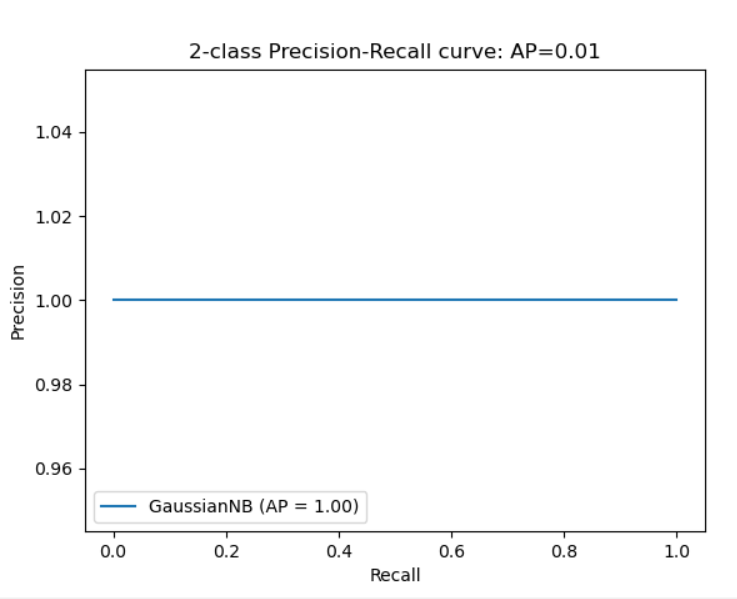 2-class Precision-Recall curve: AP=0.01
1.04
1.02
1.00
0.98
0.96
Precision
GaussianNB (AP = 1.00)
0.0 0.2 0.4 0.6 0.8 1.0
Recall